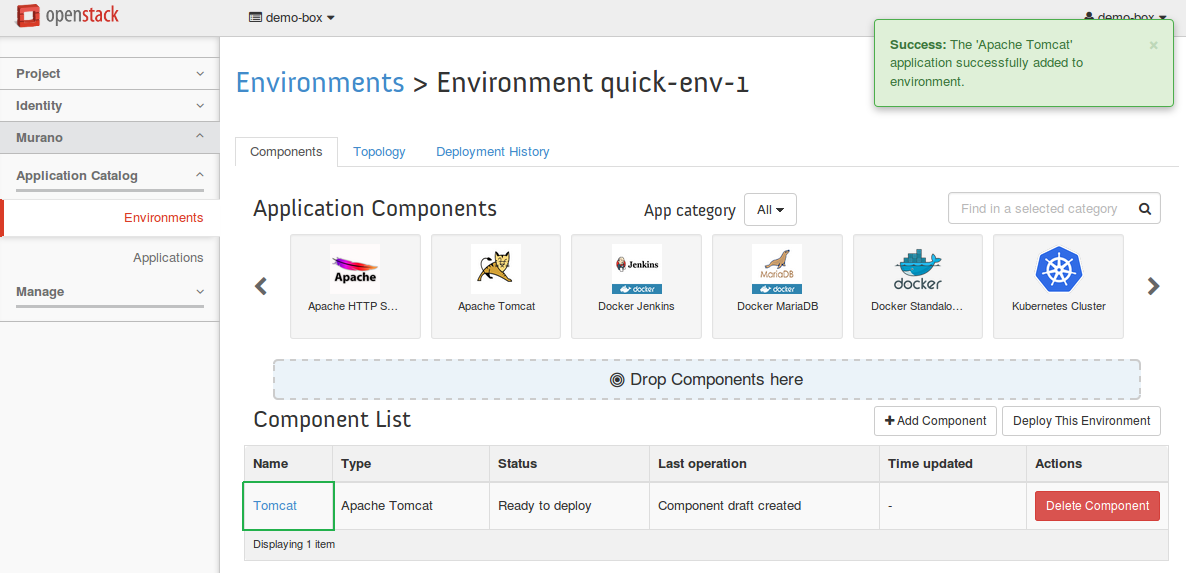 openstack
demo-box
demo-box
Success: The 'Apache Tomcat'
application successfully added to
environment.
×
Project
Identity
Murano
Application Catalog
Environments
Applications
Manage
Environments > Environment quick-env-1
Components
Topology
Deployment History
Application Components
App category
All
Find in a selected category
Apache
Apache HTTP S...
Apache Tomcat
Jenkins
docker
Docker Jenkins
MariaDB
docker
Docker MariaDB
docker
Docker Standalo...
Kubernetes Cluster
Drop Components here
Component List
+ Add Component
Deploy This Environment
Name Type Status Last operation Time updated Actions
Tomcat Apache Tomcat Ready to deploy Component draft created - Delete Component
Displaying 1 item